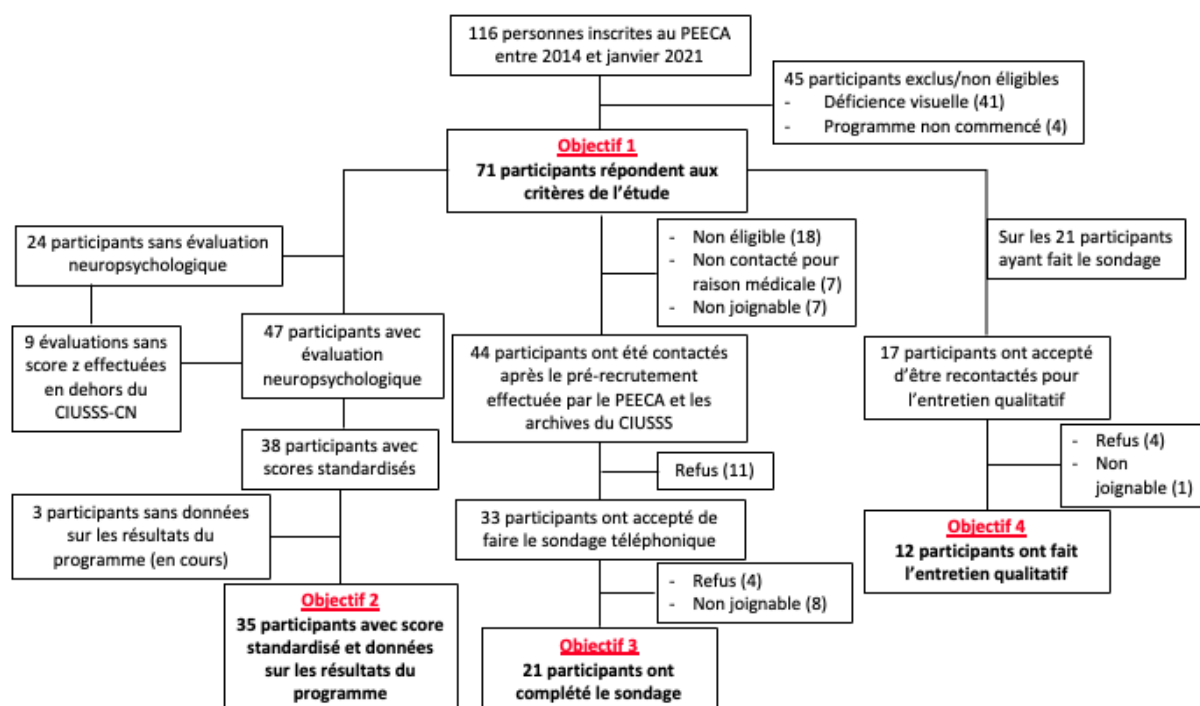 116 personnes inscrites au PEECA
entre 2014 et janvier 2021
45 participants exclus/non éligibles
- Déficience visuelle (41)
- Programme non commencé (4)
Objectif 1
71 participants répondent aux
critères de l'étude
24 participants sans évaluation
neuropsychologique
- Non éligible (18)
- Non contacté pour
raison médicale (7)
- Non joignable (7)
Sur les 21 participants
ayant fait le sondage
9 évaluations sans
score z effectuées
en dehors du
CIUSSS-CN
47 participants avec
évaluation
neuropsychologique
44 participants ont été contactés
après le pré-recrutement
effectuée par le PEECA et les
archives du CIUSSS
17 participants ont accepté
d'être recontactés pour
l'entretien qualitatif
38 participants avec
scores standardisés
Refus (11)
- Refus (4)
- Non
joignable (1)
3 participants sans données
sur les résultats du
programme (en cours)
33 participants ont accepté de
faire le sondage téléphonique
Objectif 4
12 participants ont fait
l'entretien qualitatif
- Refus (4)
- Non joignable (8)
Objectif 2
35 participants avec score
standardisé et données
sur les résultats du
programme
Objectif 3
21 participants ont
complété le sondage